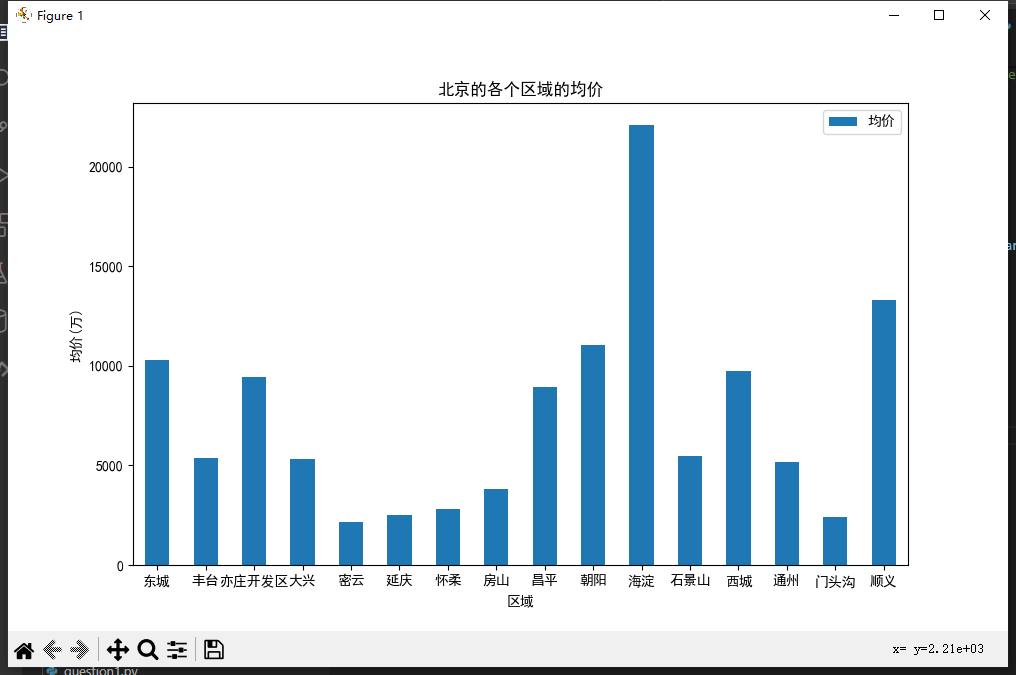 Figure 1
北京的各个区域的均价
均价
20000
15000
10000
5000
0
均价(万)
东城 丰台 亦庄开发区 大兴 密云 延庆 怀柔 房山 昌平 朝阳 海淀 石景山 西城 通州 门头沟 顺义
区域
x= y=2.21e+03
question1.py